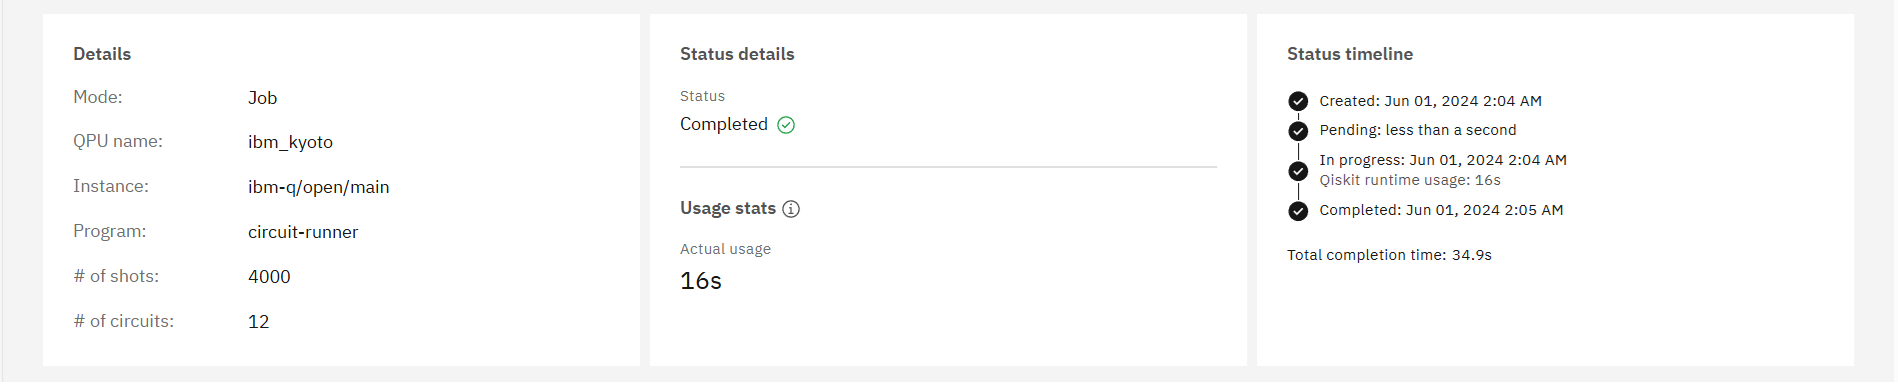 Details
Mode: Job
QPU name: ibm_kyoto
Instance: ibm-q/open/main
Program: circuit-runner
# of shots: 4000
# of circuits: 12
Status details
Status
Completed
Usage stats
Actual usage
16s
Status timeline
Created: Jun 01, 2024 2:04 AM
Pending: less than a second
In progress: Jun 01, 2024 2:04 AM
Qiskit runtime usage: 16s
Completed: Jun 01, 2024 2:05 AM
Total completion time: 34.9s